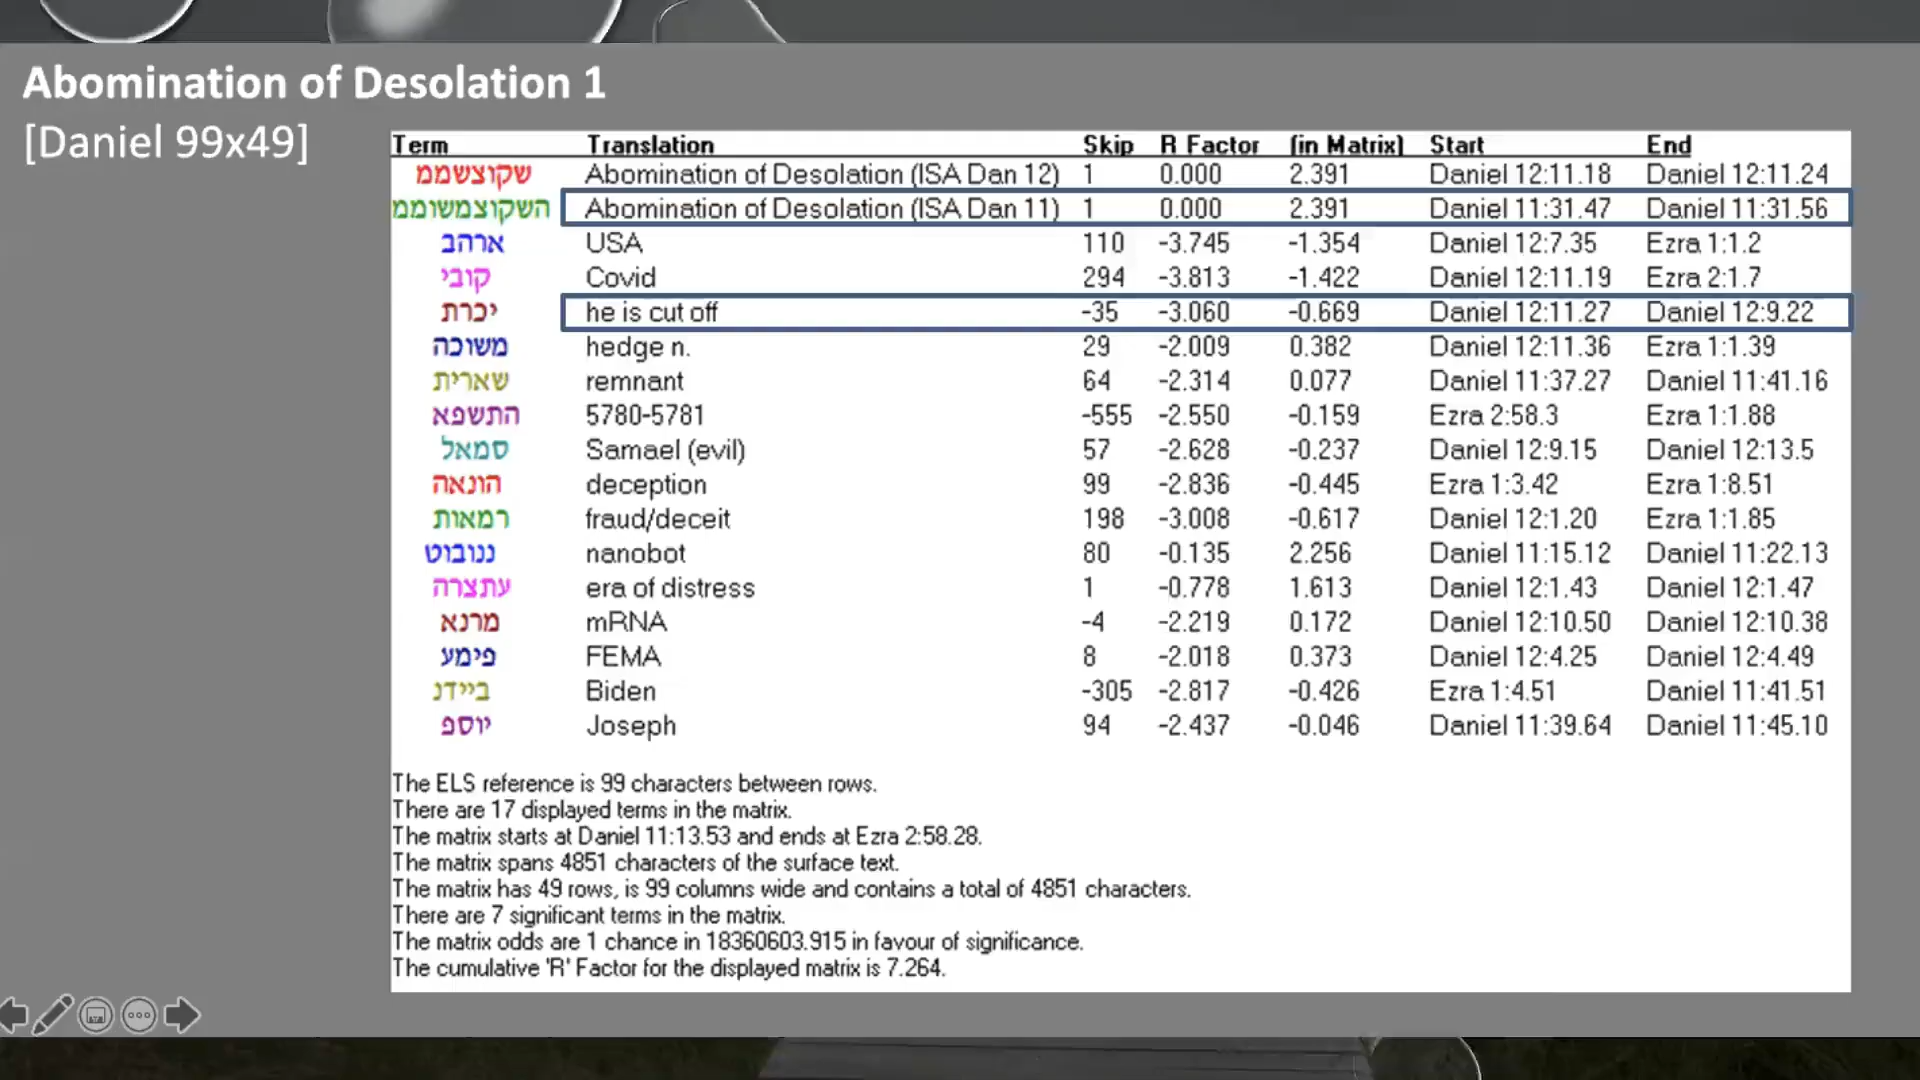 Abomination of Desolation 1
[Daniel 99x49]
Term Translation Skip R Factor (in Matrix) Start End
שקוצשממ Abomination of Desolation (ISA Dan 12) 1 0.000 2.391 Daniel 12:11.18 Daniel 12:11.24
השקוצמשוממ Abomination of Desolation (ISA Dan 11) 1 0.000 2.391 Daniel 11:31.47 Daniel 11:31.56
ארהב USA 110 -3.745 -1.354 Daniel 12:7.35 Ezra 1:1.2
קובי Covid 294 -3.813 -1.422 Daniel 12:11.19 Ezra 2:1.7
יכרת he is cut off -35 -3.060 -0.669 Daniel 12:11.27 Daniel 12:9.22
משוכה hedge n. 29 -2.009 0.382 Daniel 12:11.36 Ezra 1:1.39
שארית remnant 64 -2.314 0.077 Daniel 11:37.27 Daniel 11:41.16
התשפא 5780-5781 -555 -2.550 -0.159 Ezra 2:58.3 Ezra 1:1.88
סמאל Samael (evil) 57 -2.628 -0.237 Daniel 12:9.15 Daniel 12:13.5
הונאה deception 99 -2.836 -0.445 Ezra 1:3.42 Ezra 1:8.51
רמאות fraud/deceit 198 -3.008 -0.617 Daniel 12:1.20 Ezra 1:1.85
ננובוט nanobot 80 -0.135 2.256 Daniel 11:15.12 Daniel 11:22.13
עתצרה era of distress 1 -0.778 1.613 Daniel 12:1.43 Daniel 12:1.47
מרנא mRNA -4 -2.219 0.172 Daniel 12:10.50 Daniel 12:10.38
פימע FEMA 8 -2.018 0.373 Daniel 12:4.25 Daniel 12:4.49
ביידנ Biden -305 -2.817 -0.426 Ezra 1:4.51 Daniel 11:41.51
יוספ Joseph 94 -2.437 -0.046 Daniel 11:39.64 Daniel 11:45.10
The ELS reference is 99 characters between rows.
There are 17 displayed terms in the matrix.
The matrix starts at Daniel 11:13.53 and ends at Ezra 2:58.28.
The matrix spans 4851 characters of the surface text.
The matrix has 49 rows, is 99 columns wide and contains a total of 4851 characters.
There are 7 significant terms in the matrix.
The matrix odds are 1 chance in 18360603.915 in favour of significance.
The cumulative 'R' Factor for the displayed matrix is 7.264.